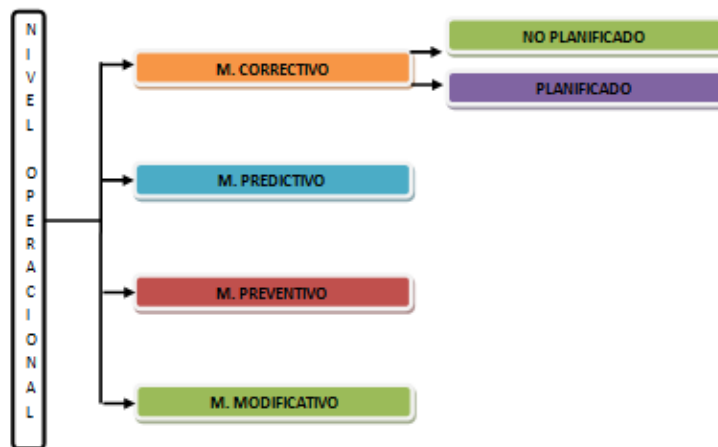 NIVEL OPERACIONAL
M. CORRECTIVO
NO PLANIFICADO
PLANIFICADO
M. PREDICTIVO
M. PREVENTIVO
M. MODIFICATIVO